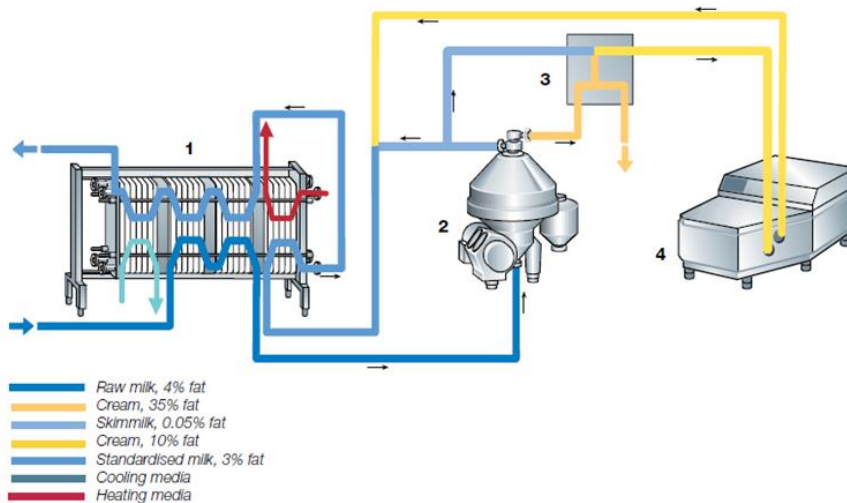 3
1
2
4
Raw milk, 4% fat
Cream, 35% fat
Skimmilk, 0.05% fat
Cream, 10% fat
Standardised milk, 3% fat
Cooling media
Heating media